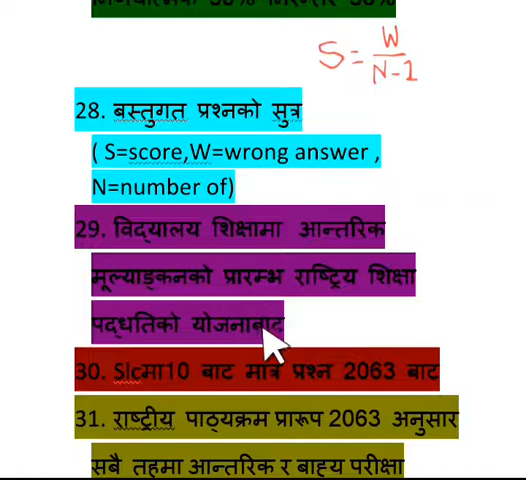 S = W / N-1
28. बस्तुगत प्रश्नको सुत्र
( S=score,W=wrong answer ,
N=number of)
29. विद्यालय शिक्षामा आन्तरिक
मूल्याङ्कनको प्रारम्भ राष्ट्रिय शिक्षा
पद्धतिको योजनाबाट
30. Slcमा10 बाट मात्र प्रश्न 2063 बाट
31. राष्ट्रीय पाठ्यक्रम प्रारूप 2063 अनुसार
सबै तहमा आन्तरिक र बाह्य परीक्षा